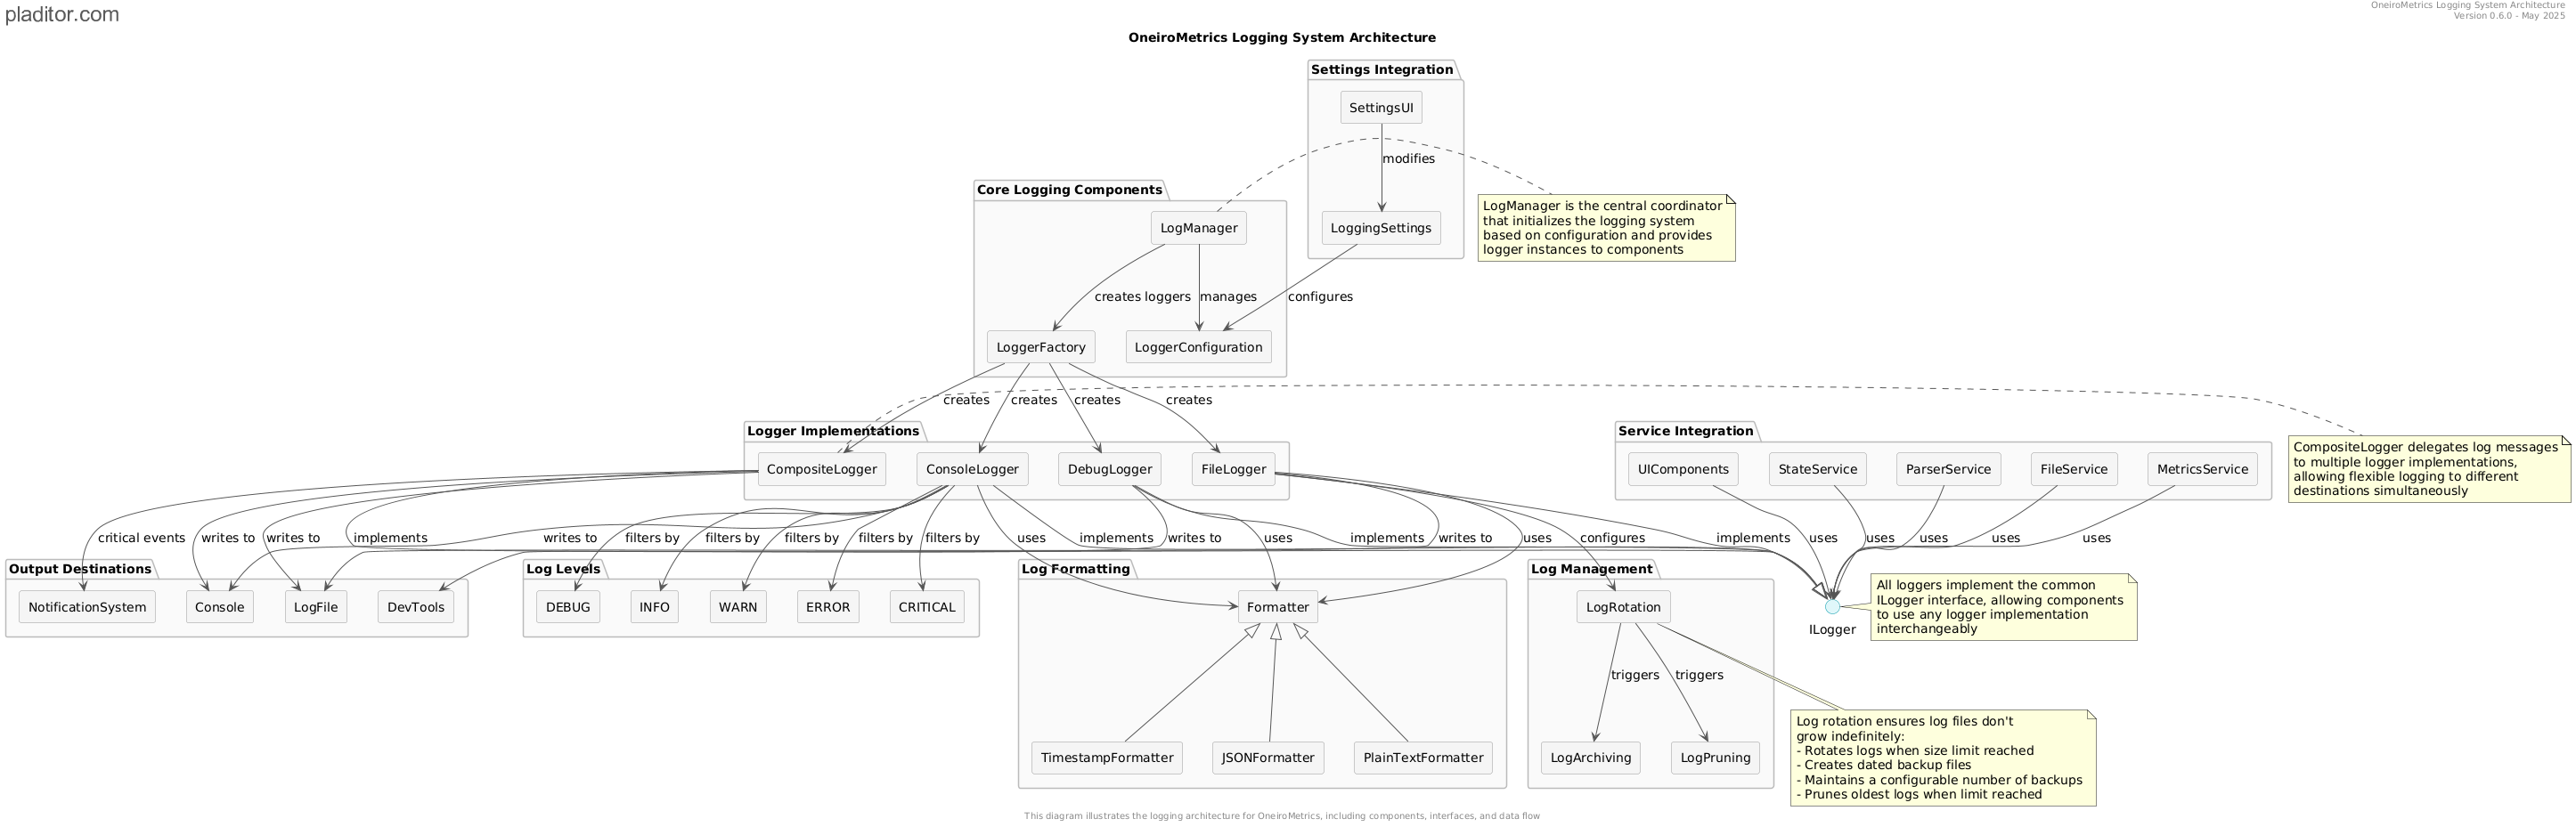 pladitor.com
OneiroMetrics Logging System Architecture
Version 0.6.0 - May 2025
OneiroMetrics Logging System Architecture
Settings Integration
SettingsUI
modifies
Core Logging Components
LogManager
LoggingSettings
LogManager is the central coordinator
that initializes the logging system
based on configuration and provides
logger instances to components
creates loggers
manages
configures
LoggerFactory
LoggerConfiguration
creates
creates
creates
creates
Logger Implementations
CompositeLogger
ConsoleLogger
DebugLogger
FileLogger
Service Integration
UIComponents
StateService
ParserService
FileService
MetricsService
CompositeLogger delegates log messages
to multiple logger implementations,
allowing flexible logging to different
destinations simultaneously
critical events
writes to
writes to
implements
writes to
filters by
filters by
filters by
filters by
filters by
uses
implements
writes to
uses
implements
writes to
uses
configures
implements
uses
uses
uses
uses
uses
Output Destinations
NotificationSystem
Console
LogFile
DevTools
Log Levels
DEBUG
INFO
WARN
ERROR
CRITICAL
Log Formatting
Formatter
Log Management
LogRotation
ILogger
All loggers implement the common
ILogger interface, allowing components
to use any logger implementation
interchangeably
triggers
triggers
TimestampFormatter
JSONFormatter
PlainTextFormatter
LogArchiving
LogPruning
Log rotation ensures log files don't
grow indefinitely:
- Rotates logs when size limit reached
- Creates dated backup files
- Maintains a configurable number of backups
- Prunes oldest logs when limit reached
This diagram illustrates the logging architecture for OneiroMetrics, including components, interfaces, and data flow